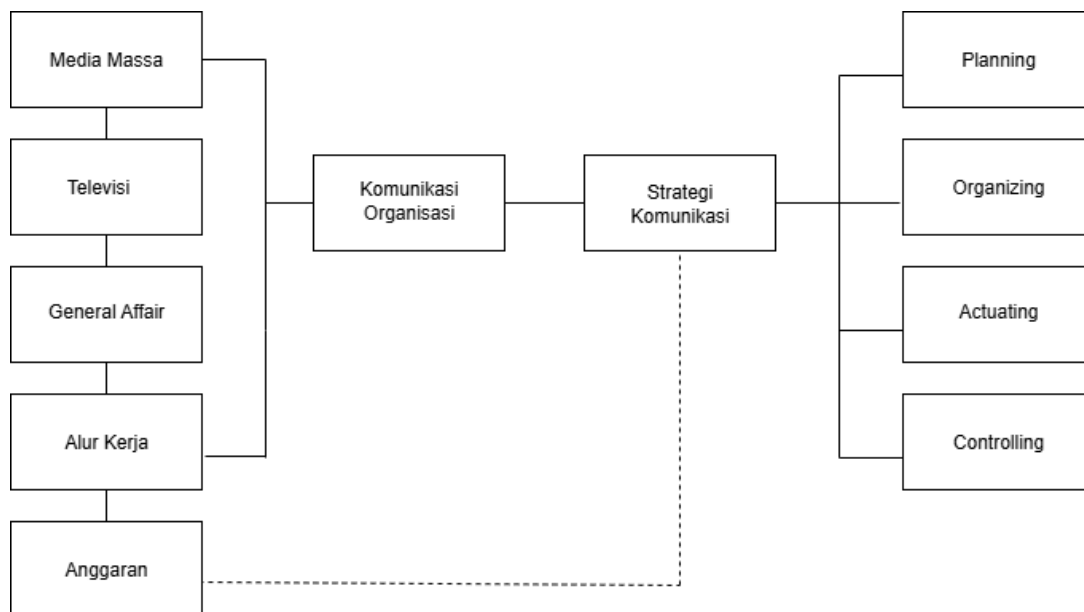 Media Massa
Televisi
General Affair
Alur Kerja
Anggaran
Komunikasi
Organisasi
Strategi
Komunikasi
Planning
Organizing
Actuating
Controlling